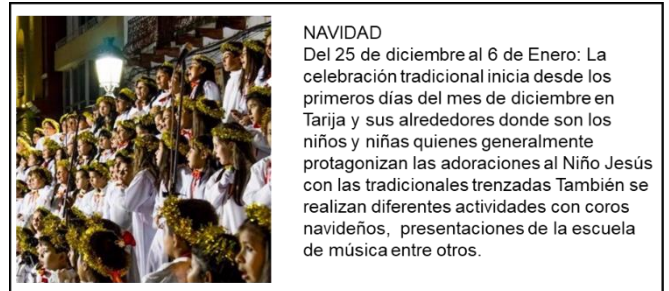 NAVIDAD
Del 25 de diciembre al 6 de Enero: La
celebración tradicional inicia desde los
primeros días del mes de diciembre en
Tarija y sus alrededores donde son los
niños y niñas quienes generalmente
protagonizan las adoraciones al Niño Jesús
con las tradicionales trenzadas También se
realizan diferentes actividades con coros
navideños,  presentaciones de la escuela
de música entre otros.